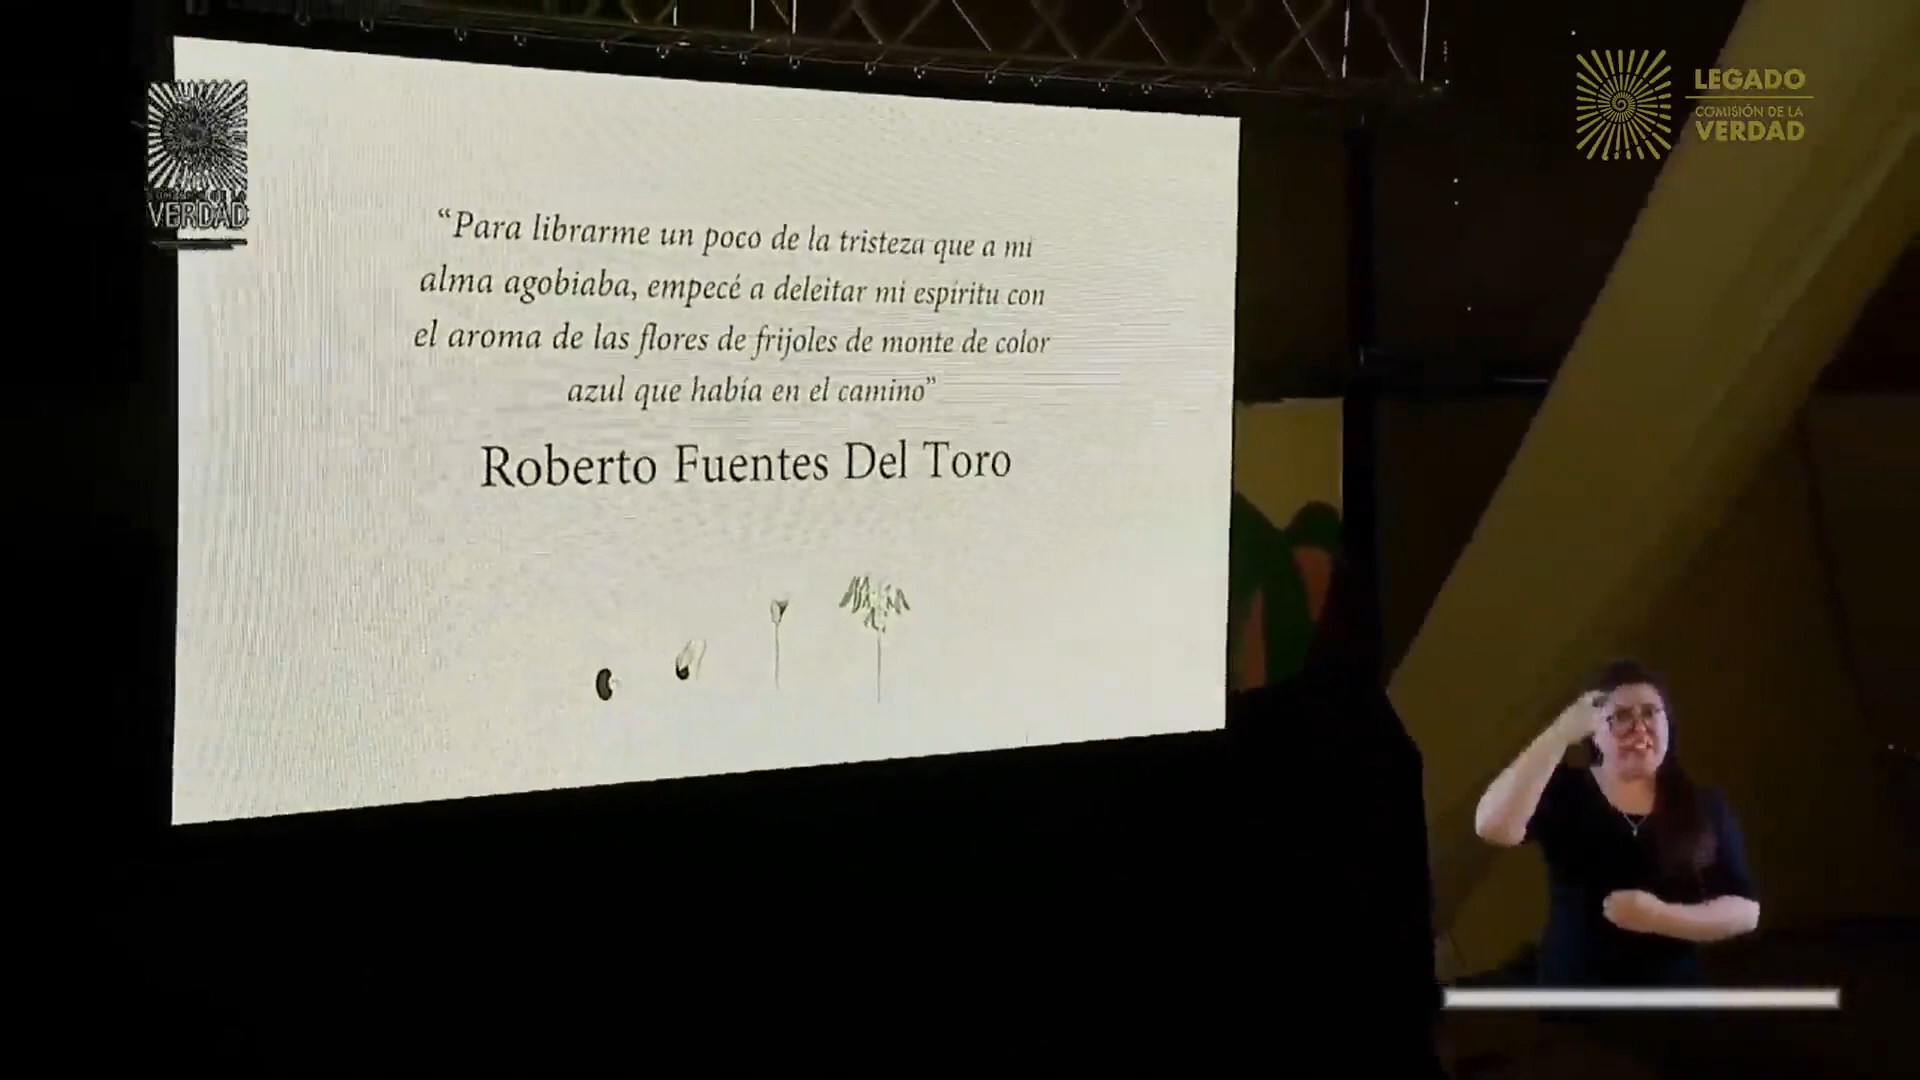 “Para librarme un poco de la tristeza que a mi
alma agobiaba, empecé a deleitar mi espíritu con
el aroma de las flores de frijoles de monte de color
azul que había en el camino”
Roberto Fuentes Del Toro
VERDAD
LEGADO
COMISIÓN DE LA
VERDAD